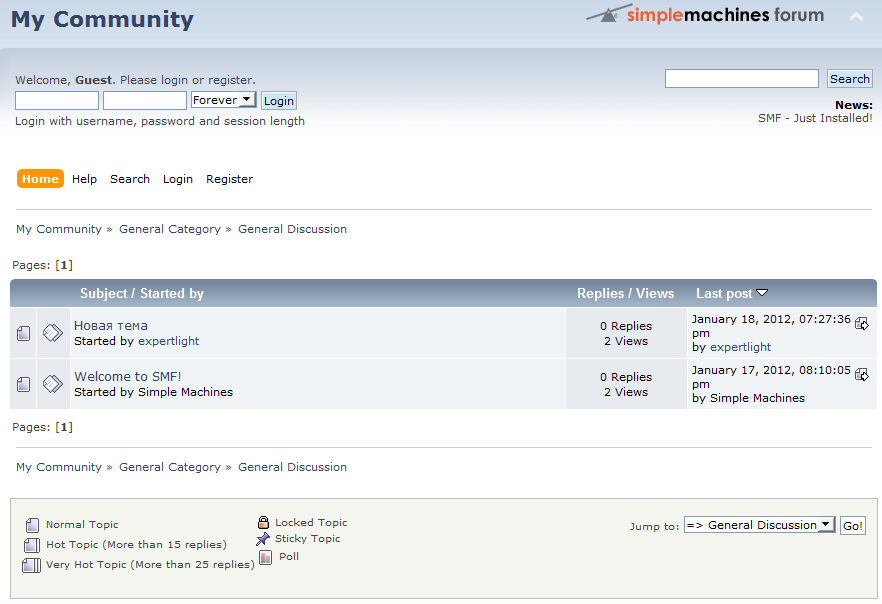 My Community
simplemachines forum
Welcome, Guest. Please login or register.
Forever Login
Login with username, password and session length
Search
News:
SMF - Just Installed!
Home Help Search Login Register
My Community » General Category » General Discussion
Pages: [1]
Subject / Started by Replies / Views Last post
Новая тема
Started by expertlight
0 Replies
2 Views
January 18, 2012, 07:27:36
pm
by expertlight
Welcome to SMF!
Started by Simple Machines
0 Replies
2 Views
January 17, 2012, 08:10:05
pm
by Simple Machines
Pages: [1]
My Community » General Category » General Discussion
Normal Topic
Hot Topic (More than 15 replies)
Very Hot Topic (More than 25 replies)
Locked Topic
Sticky Topic
Poll
Jump to: => General Discussion Go!